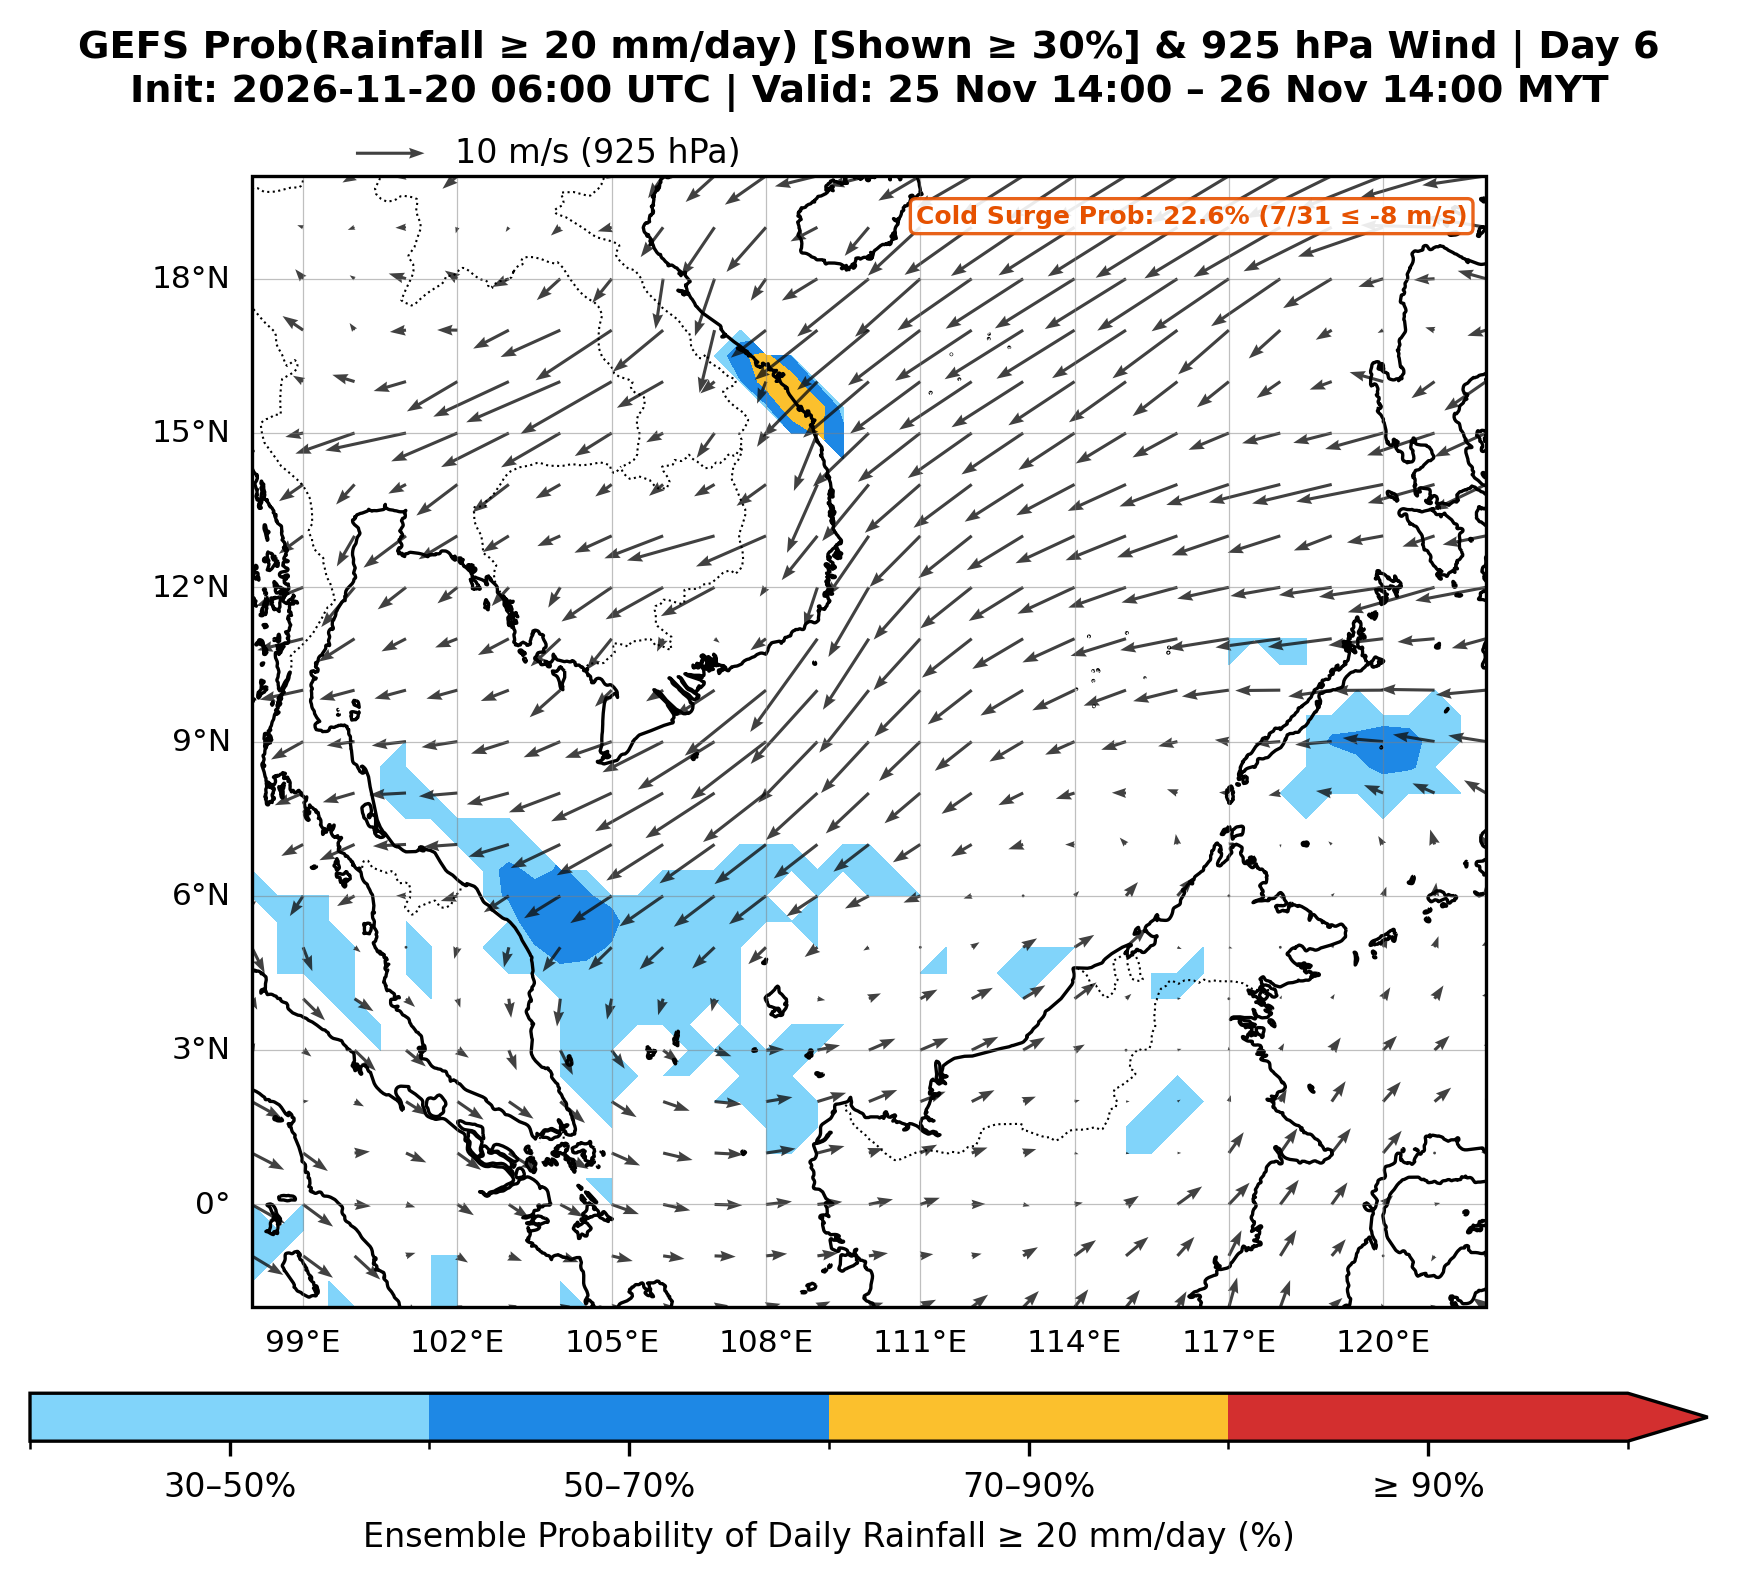 GEFS Prob(Rainfall ≥ 20 mm/day) [Shown ≥ 30%] & 925 hPa Wind | Day 6
Init: 2026-11-20 06:00 UTC | Valid: 25 Nov 14:00 – 26 Nov 14:00 MYT
10 m/s (925 hPa)
Cold Surge Prob: 22.6% (7/31 ≤ -8 m/s)
18°N
15°N
12°N
9°N
6°N
3°N
0°
99°E 102°E 105°E 108°E 111°E 114°E 117°E 120°E
30–50% 50–70% 70–90% ≥ 90%
Ensemble Probability of Daily Rainfall ≥ 20 mm/day (%)